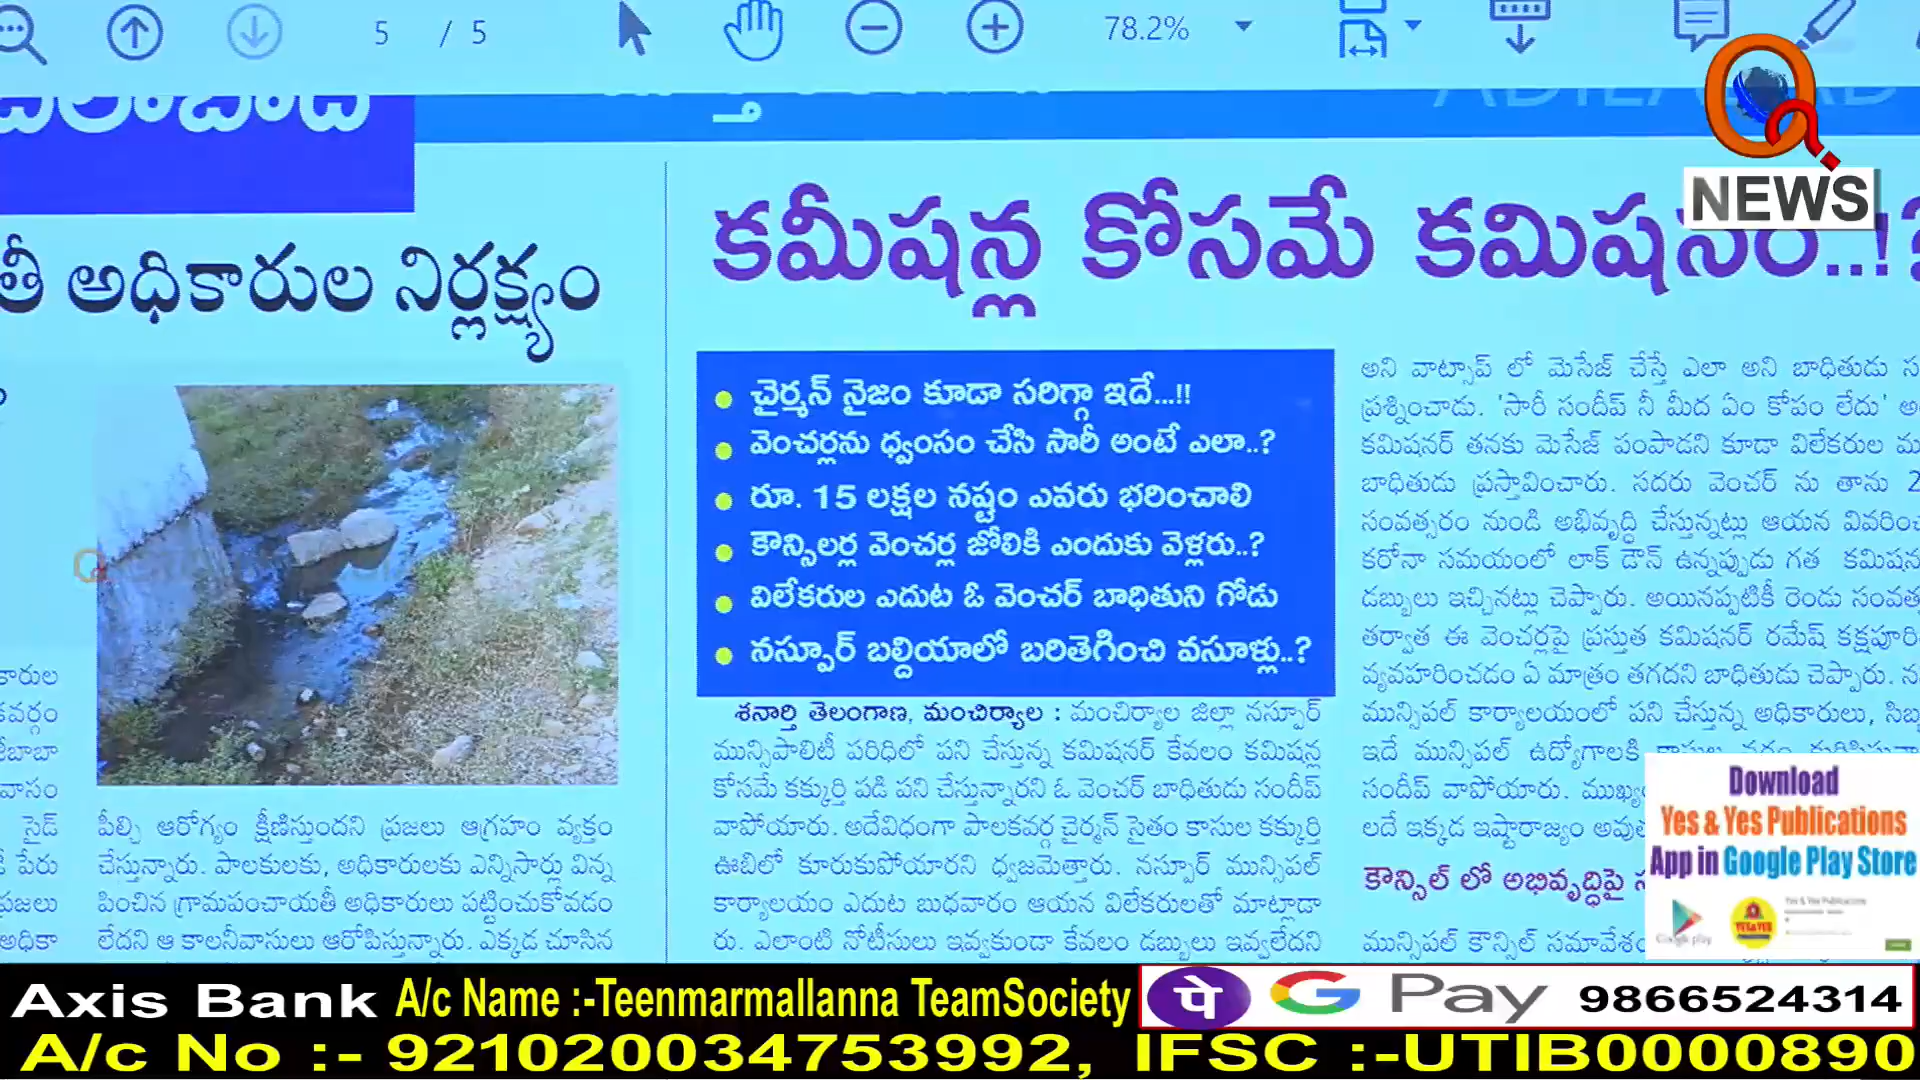 5 / 5
78.2%
NEWS
కమీషన్ల కోసమే కమిషనర్..!?
అధికారుల నిర్లక్ష్యం
చైర్మన్ నైజం కూడా సరిగ్గా ఇదే...!!
వెంచర్లను ధ్వంసం చేసి సారీ అంటే ఎలా..?
రూ. 15 లక్షల నష్టం ఎవరు భరించాలి
కౌన్సిలర్ల వెంచర్ల జోలికి ఎందుకు వెళ్లరు..?
విలేకరుల ఎదుట ఓ వెంచర్ బాధితుని గోడు
నస్పూర్ బల్దియాలో బరితెగించి వసూళ్లు..?
శనార్తి తెలంగాణ, మంచిర్యాల : మంచిర్యాల జిల్లా నస్పూర్
మున్సిపాలిటీ పరిధిలో పని చేస్తున్న కమిషనర్ కేవలం కమిషన్ల
కోసమే కక్కుర్తి పడి పని చేస్తున్నారని ఓ వెంచర్ బాధితుడు సందీప్
వాపోయారు. అదేవిధంగా పాలకవర్గ చైర్మన్ సైతం కాసుల కక్కుర్తి
ఊబిలో కూరుకుపోయారని ధ్వజమెత్తారు. నస్పూర్ మున్సిపల్
కార్యాలయం ఎదుట బుధవారం ఆయన విలేకరులతో మాట్లాడా
రు. ఎలాంటి నోటీసులు ఇవ్వకుండా కేవలం డబ్బులు ఇవ్వలేదని
అని వాట్సాప్ లో మెసేజ్ చేస్తే ఎలా అని బాధితుడు
ప్రశ్నించాడు. 'సారీ సందీప్ నీ మీద ఏం కోపం లేదు'
కమిషనర్ తనకు మెసేజ్ పంపాడని కూడా విలేకరుల
బాధితుడు ప్రస్తావించారు. సదరు వెంచర్ ను తాను
సంవత్సరం నుండి అభివృద్ధి చేస్తున్నట్లు ఆయన
కరోనా సమయంలో లాక్ డౌన్ ఉన్నప్పుడు గత
డబ్బులు ఇచ్చినట్లు చెప్పారు. అయినప్పటికీ రెండు
తర్వాత ఈ వెంచర్లపై ప్రస్తుత కమిషనర్ రమేష్
వ్యవహరించడం ఏ మాత్రం తగదని బాధితుడు చెప్పారు.
మున్సిపల్ కార్యాలయంలో పని చేస్తున్న అధికారులు,
ఇదే మున్సిపల్ ఉద్యోగాలకి
సందీప్ వాపోయారు.
లదే ఇక్కడ ఇష్టారాజ్యం
కౌన్సిల్ లో అభివృద్ధిపై
మున్సిపల్ కౌన్సిల్
పీల్చి ఆరోగ్యం క్షీణిస్తుందని ప్రజలు ఆగ్రహం వ్యక్తం
చేస్తున్నారు. పాలకులకు, అధికారులకు ఎన్నిసార్లు విన్న
పించిన గ్రామపంచాయతీ అధికారులు పట్టించుకోవడం
లేదని ఆ కాలనీవాసులు ఆరోపిస్తున్నారు. ఎక్కడ చూసిన
Download
Yes & Yes Publications
App in Google Play Store
Axis Bank A/c Name :-Teenmarmallanna TeamSociety
పే G Pay 9866524314
A/c No :- 921020034753992, IFSC :-UTIB0000890